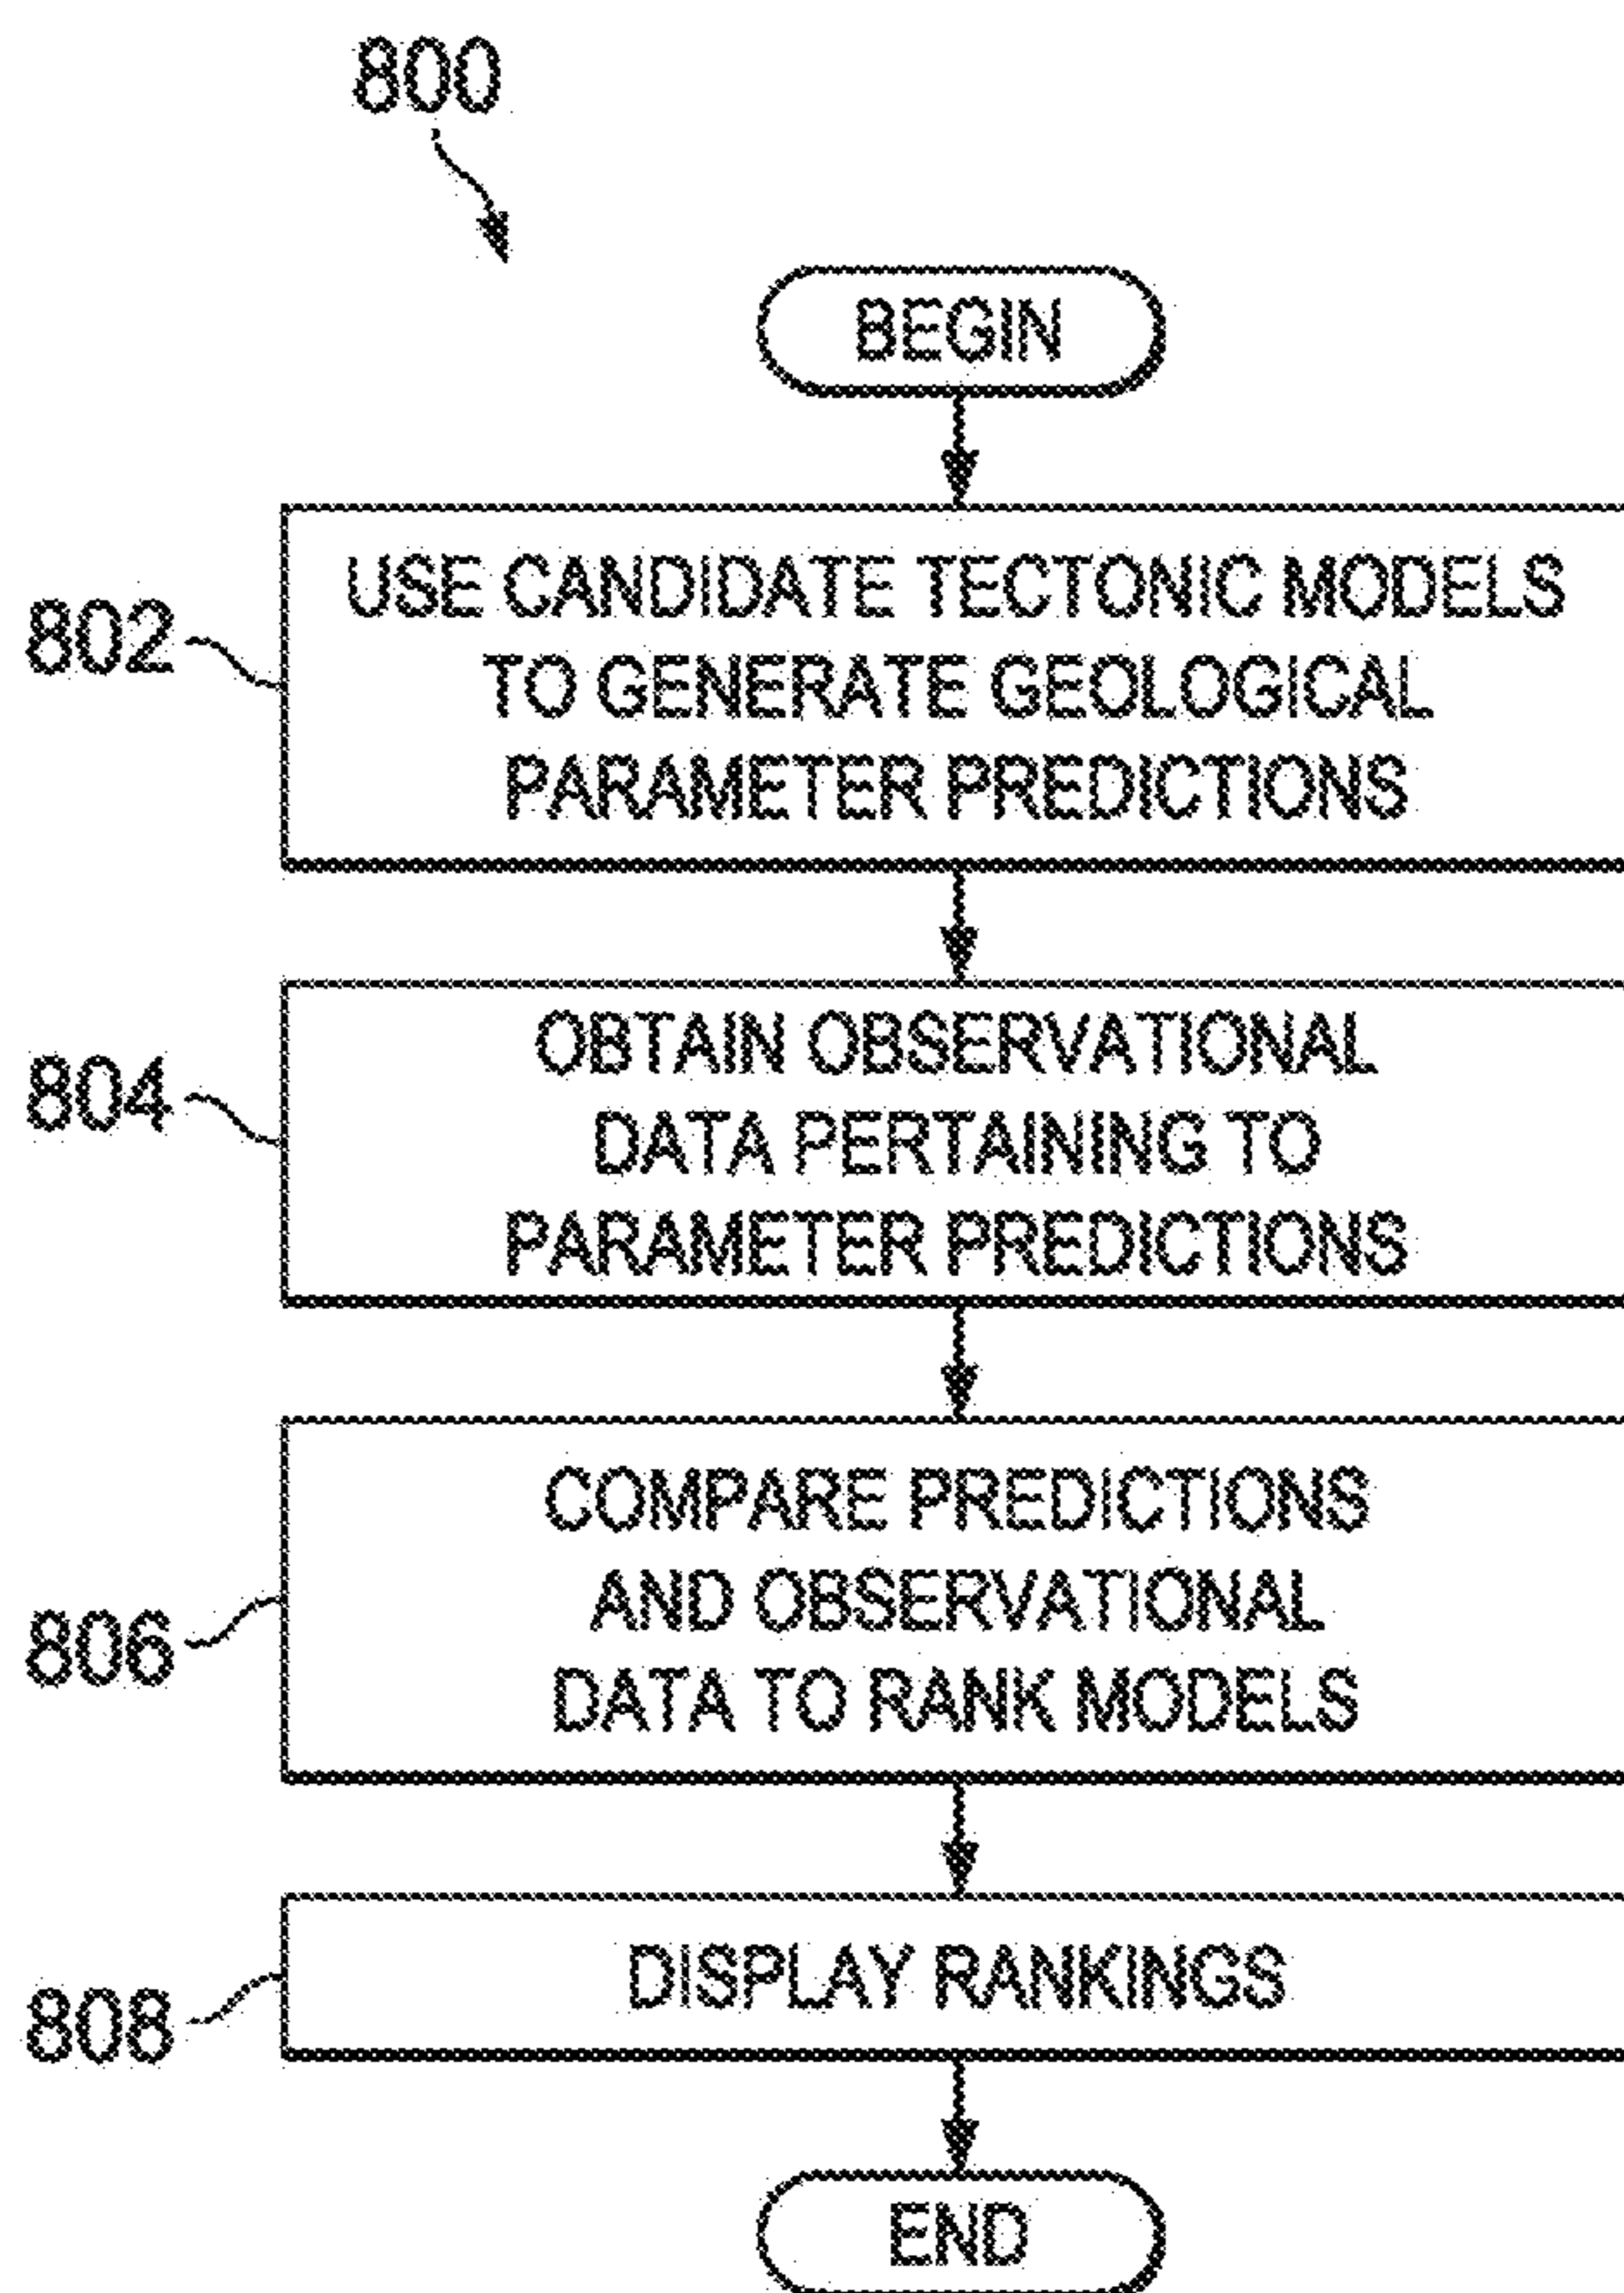 800
BEGIN
802
USE CANDIDATE TECTONIC MODELS
TO GENERATE GEOLOGICAL
PARAMETER PREDICTIONS
804
OBTAIN OBSERVATIONAL
DATA PERTAINING TO
PARAMETER PREDICTIONS
806
COMPARE PREDICTIONS
AND OBSERVATIONAL
DATA TO RANK MODELS
808
DISPLAY RANKINGS
END